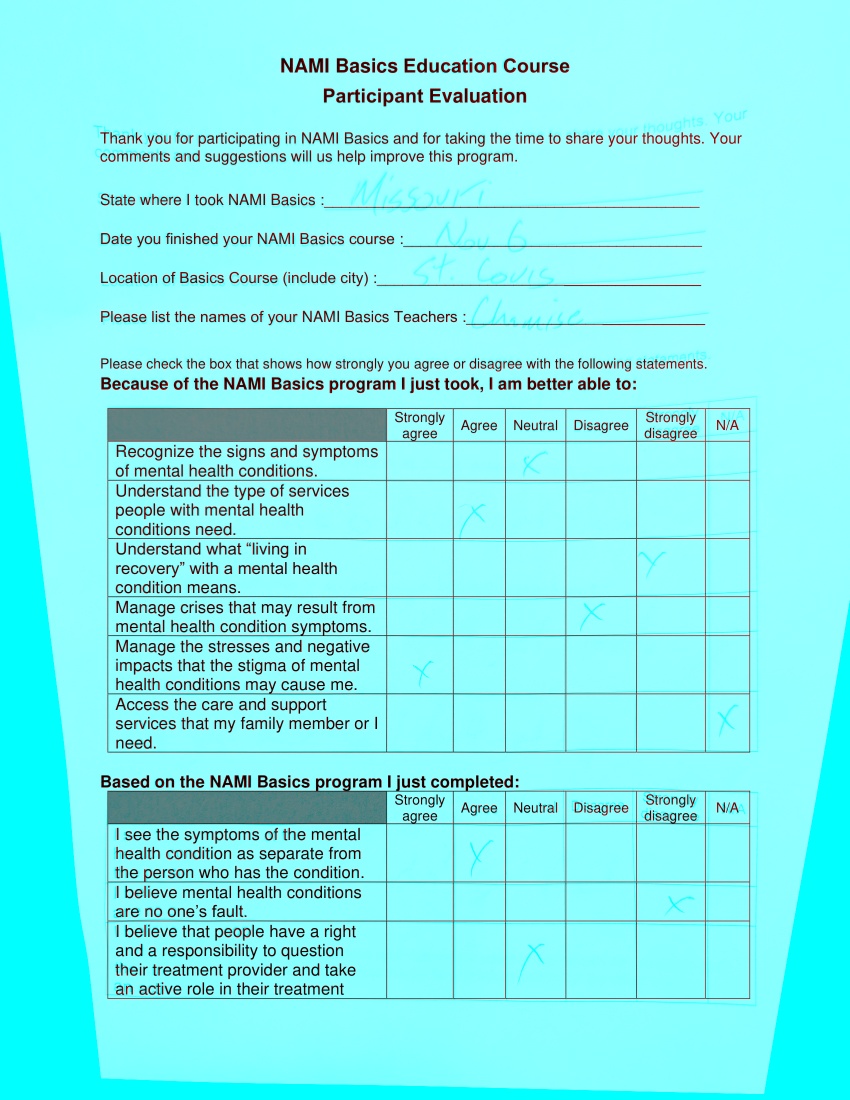 NAMI Basics Education Course
Participant Evaluation
Thank you for participating in NAMI Basics and for taking the time to share your thoughts. Your
comments and suggestions will us help improve this program.
State where I took NAMI Basics : Missouri
Date you finished your NAMI Basics course : Nov 6
Location of Basics Course (include city) : St. Louis
Please list the names of your NAMI Basics Teachers :
Please check the box that shows how strongly you agree or disagree with the following statements.
Because of the NAMI Basics program I just took, I am better able to:
Strongly agree Agree Neutral Disagree Strongly disagree N/A
Recognize the signs and symptoms
of mental health conditions. X
Understand the type of services
people with mental health
conditions need. X
Understand what “living in
recovery” with a mental health
condition means. X
Manage crises that may result from
mental health condition symptoms. X
Manage the stresses and negative
impacts that the stigma of mental
health conditions may cause me. X
Access the care and support
services that my family member or I
need. X
Based on the NAMI Basics program I just completed:
Strongly agree Agree Neutral Disagree Strongly disagree N/A
I see the symptoms of the mental
health condition as separate from
the person who has the condition. X
I believe mental health conditions
are no one’s fault. X
I believe that people have a right
and a responsibility to question
their treatment provider and take
an active role in their treatment X